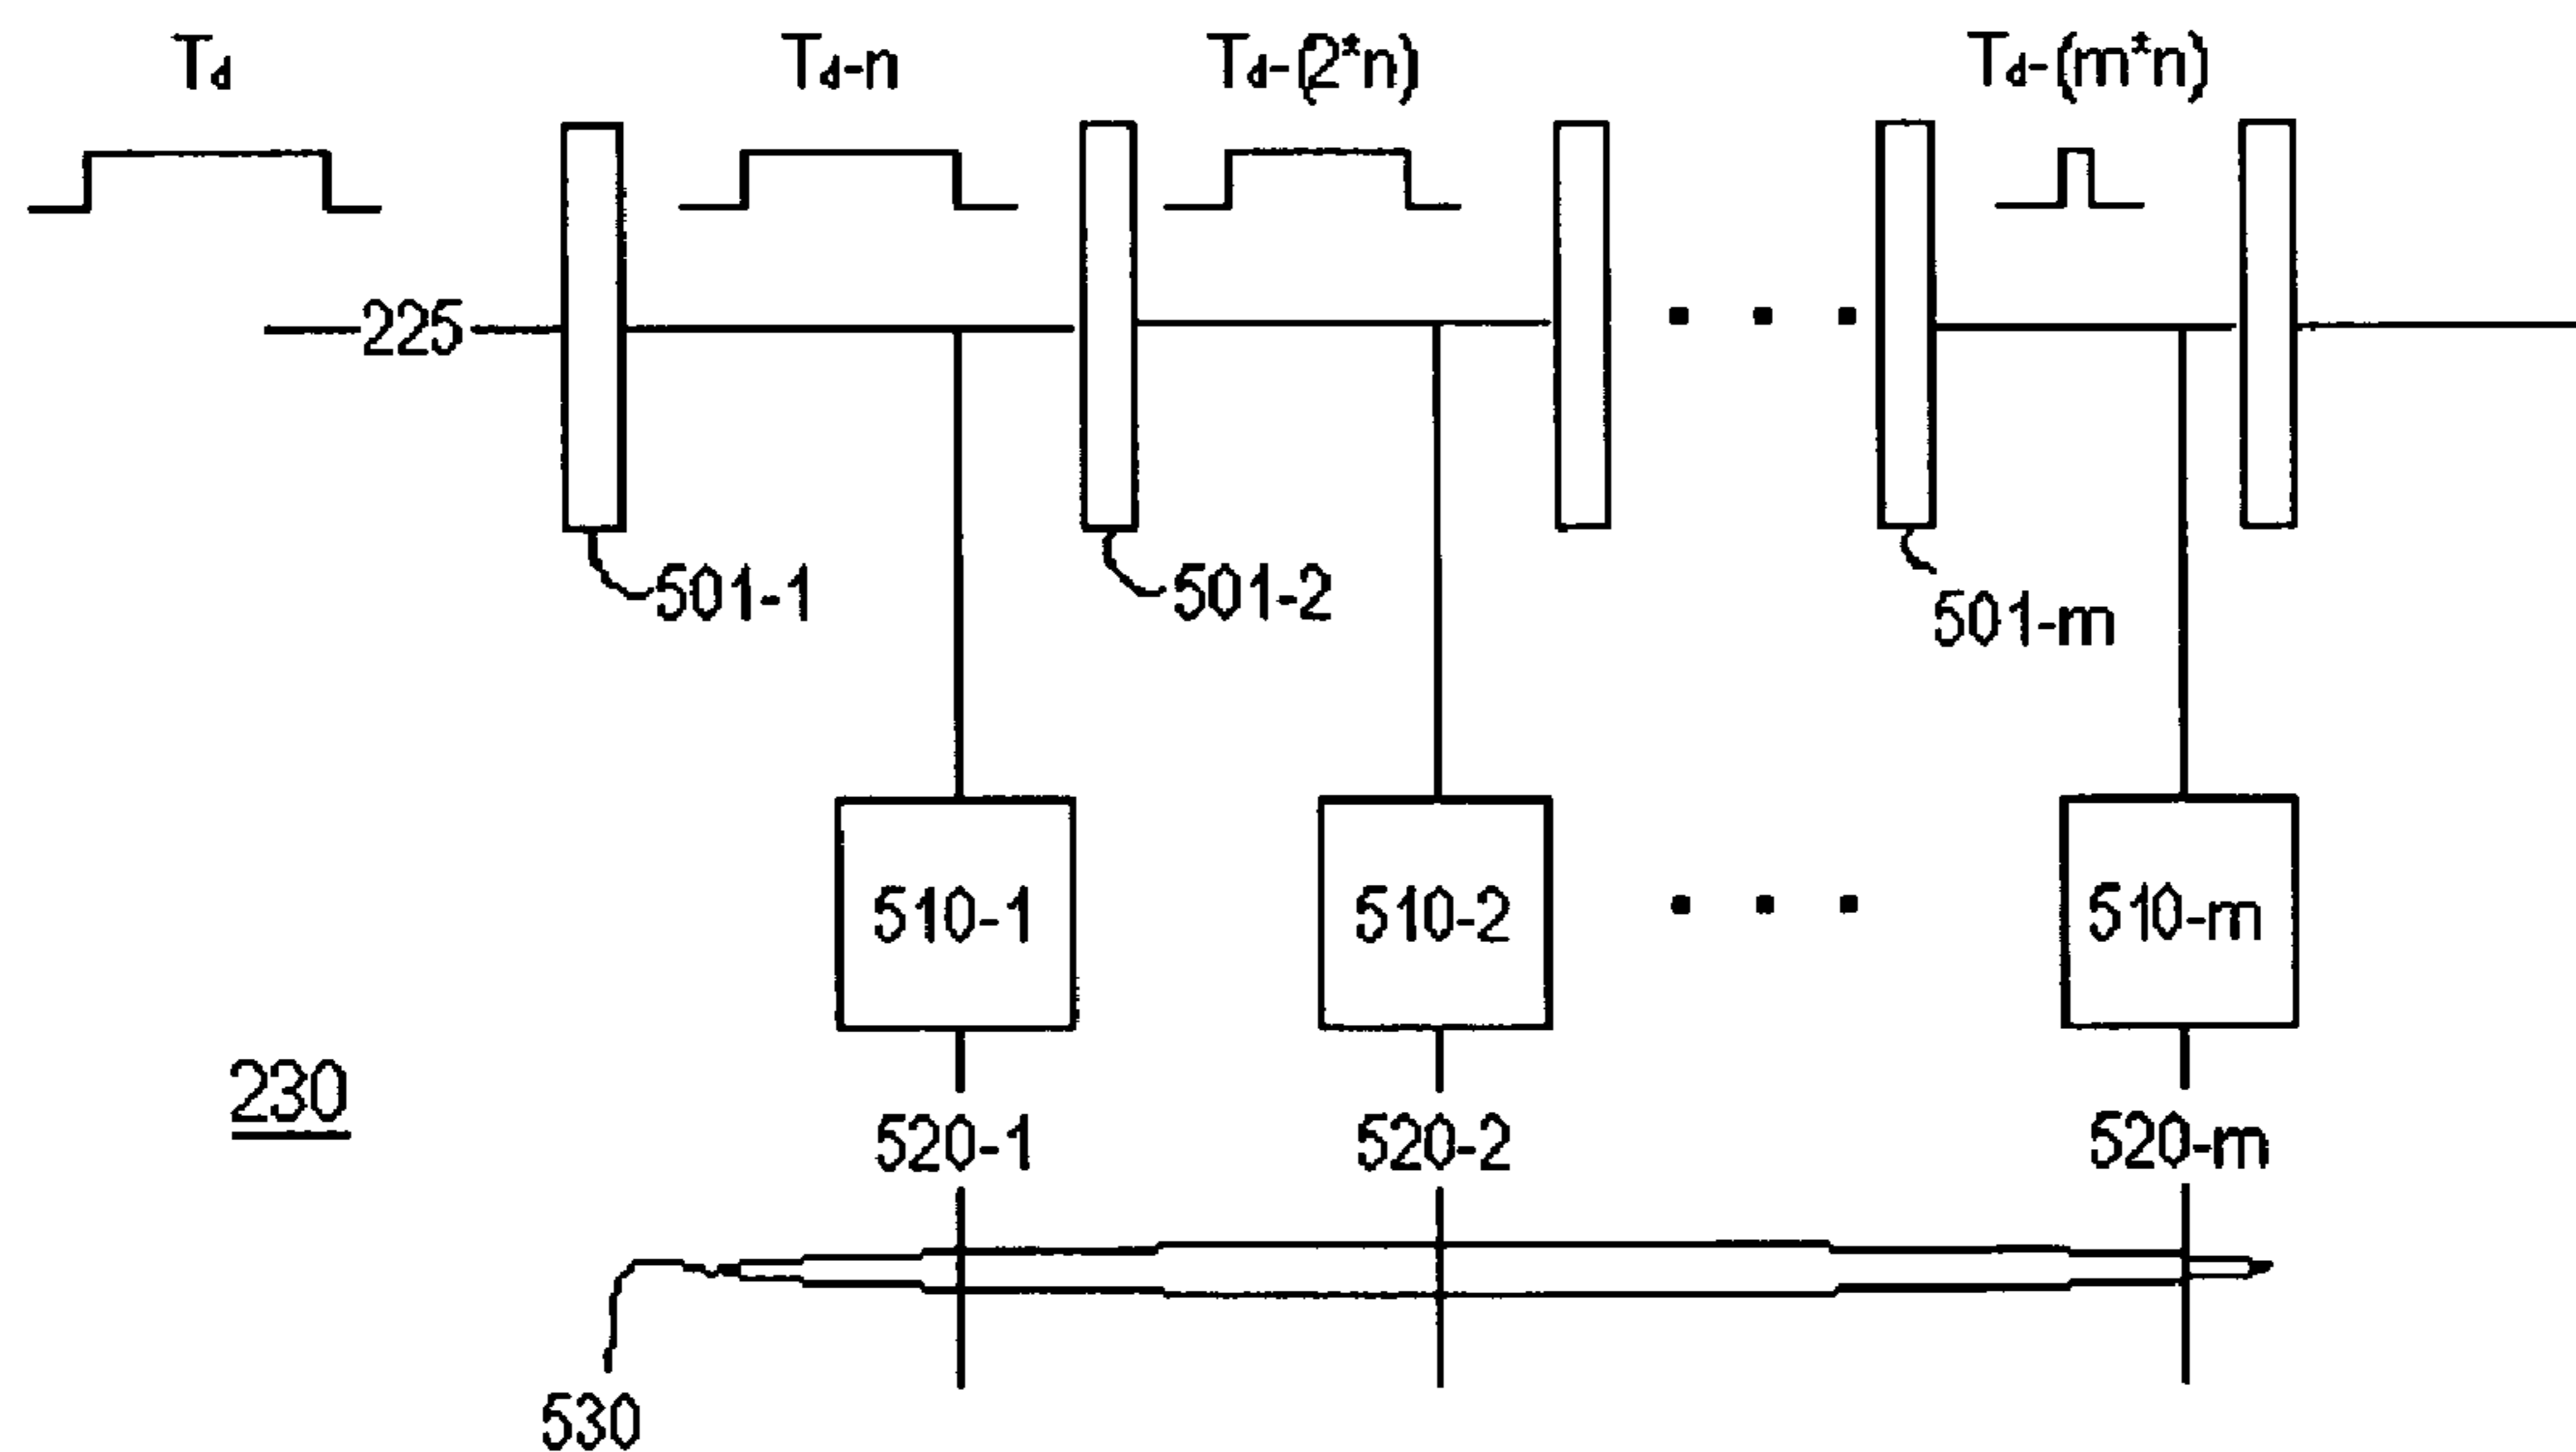 Td Td-n Td-(2*n) Td-(m*n)
225
501-1 501-2 501-m
510-1 510-2 510-m
230
520-1 520-2 520-m
530